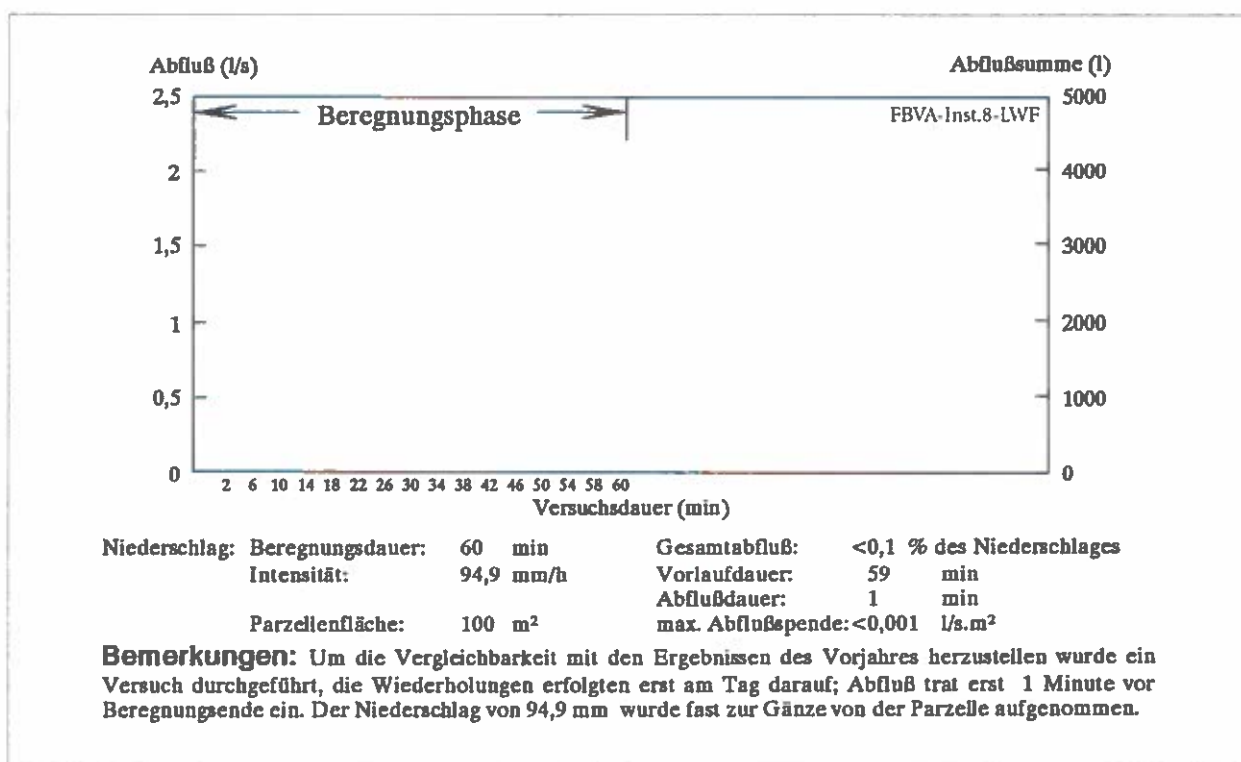 Abfluß (l/s) Abflußsumme (l)
2,5 Beregnungsphase 5000
FBVA-Inst.8-LWF
2 4000
1,5 3000
1 2000
0,5 1000
0 0
2 6 10 14 18 22 26 30 34 38 42 46 50 54 58 60
Versuchsdauer (min)
Niederschlag: Beregnungsdauer: 60 min Gesamtabfluß: <0,1 % des Niederschlages
Intensität: 94,9 mm/h Vorlaufdauer: 59 min
Abflußdauer: 1 min
Parzellenfläche: 100 m² max. Abflußspende: <0,001 l/s.m²
Bemerkungen: Um die Vergleichbarkeit mit den Ergebnissen des Vorjahres herzustellen wurde ein
Versuch durchgeführt, die Wiederholungen erfolgten erst am Tag darauf; Abfluß trat erst 1 Minute vor
Beregnungsende ein. Der Niederschlag von 94,9 mm wurde fast zur Gänze von der Parzelle aufgenommen.